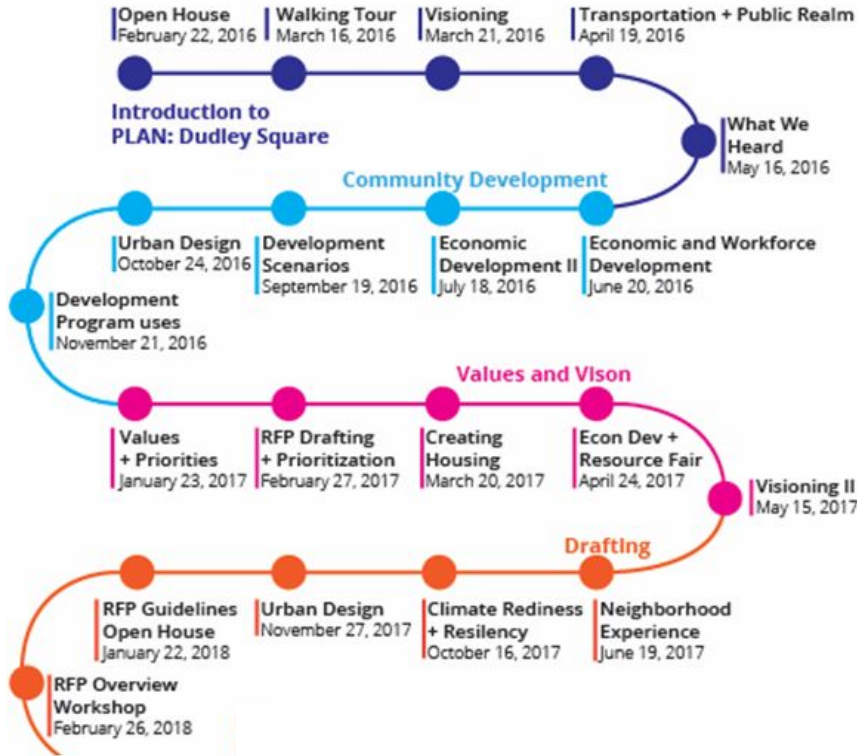 Open House
February 22, 2016
Walking Tour
March 16, 2016
Visioning
March 21, 2016
Transportation + Public Realm
April 19, 2016
Introduction to
PLAN: Dudley Square
What We
Heard
May 16, 2016
Community Development
Urban Design
October 24, 2016
Development
Scenarios
September 19, 2016
Economic
Development II
July 18, 2016
Economic and Workforce
Development
June 20, 2016
Development
Program uses
November 21, 2016
Values and Vison
Values
+ Priorities
January 23, 2017
RFP Drafting
+ Prioritization
February 27, 2017
Creating
Housing
March 20, 2017
Econ Dev +
Resource Fair
April 24, 2017
Visioning II
May 15, 2017
Drafting
RFP Guidelines
Open House
January 22, 2018
Urban Design
November 27, 2017
Climate Rediness
+ Resilency
October 16, 2017
Neighborhood
Experience
June 19, 2017
RFP Overview
Workshop
February 26, 2018